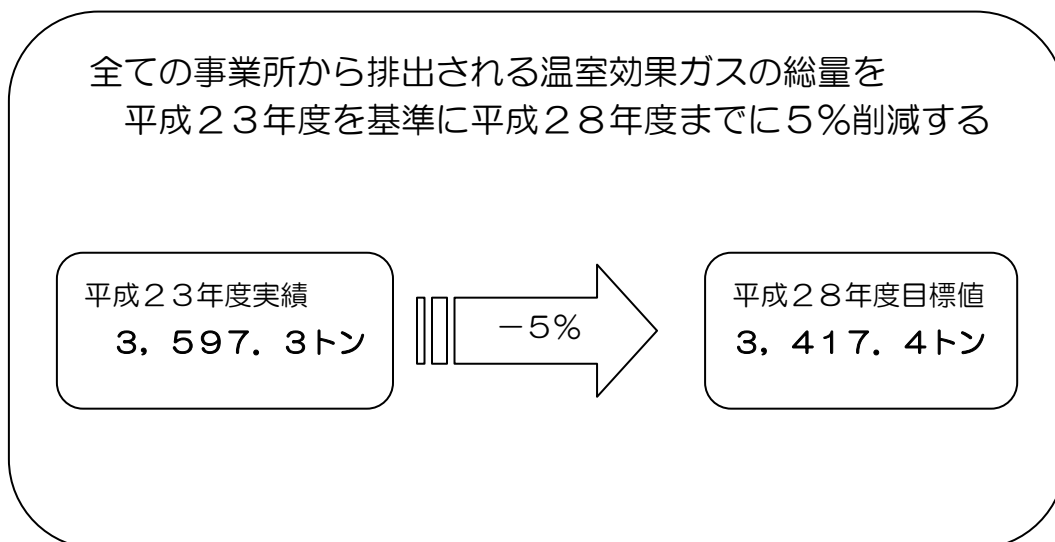 全ての事業所から排出される温室効果ガスの総量を
平成２３年度を基準に平成２８年度までに５％削減する
平成２３年度実績
３，５９７．３トン
－５％
平成２８年度目標値
３，４１７．４トン